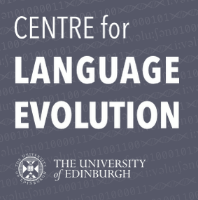 CENTRE for
LANGUAGE
EVOLUTION
THE UNIVERSITY
of EDINBURGH